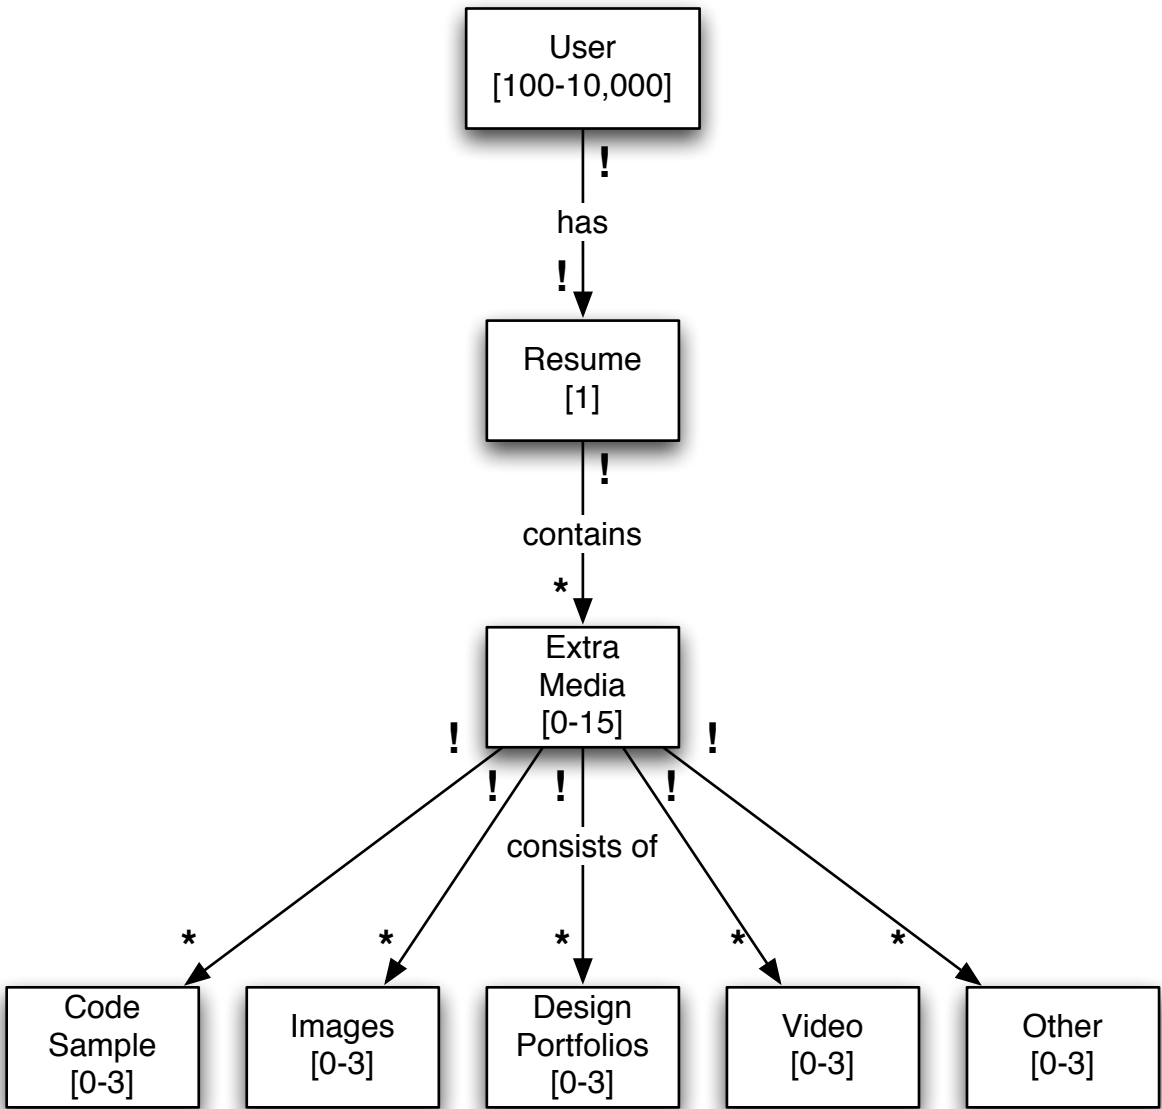 User
[100-10,000]
!
has
!
Resume
[1]
!
contains
*
Extra
Media
[0-15]
! !
! ! !
consists of
* * * * *
Code
Sample
[0-3]
Images
[0-3]
Design
Portfolios
[0-3]
Video
[0-3]
Other
[0-3]